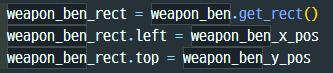 weapon_ben_rect = weapon_ben.get_rect()
weapon_ben_rect.left = weapon_ben_x_pos
weapon_ben_rect.top = weapon_ben_y_pos